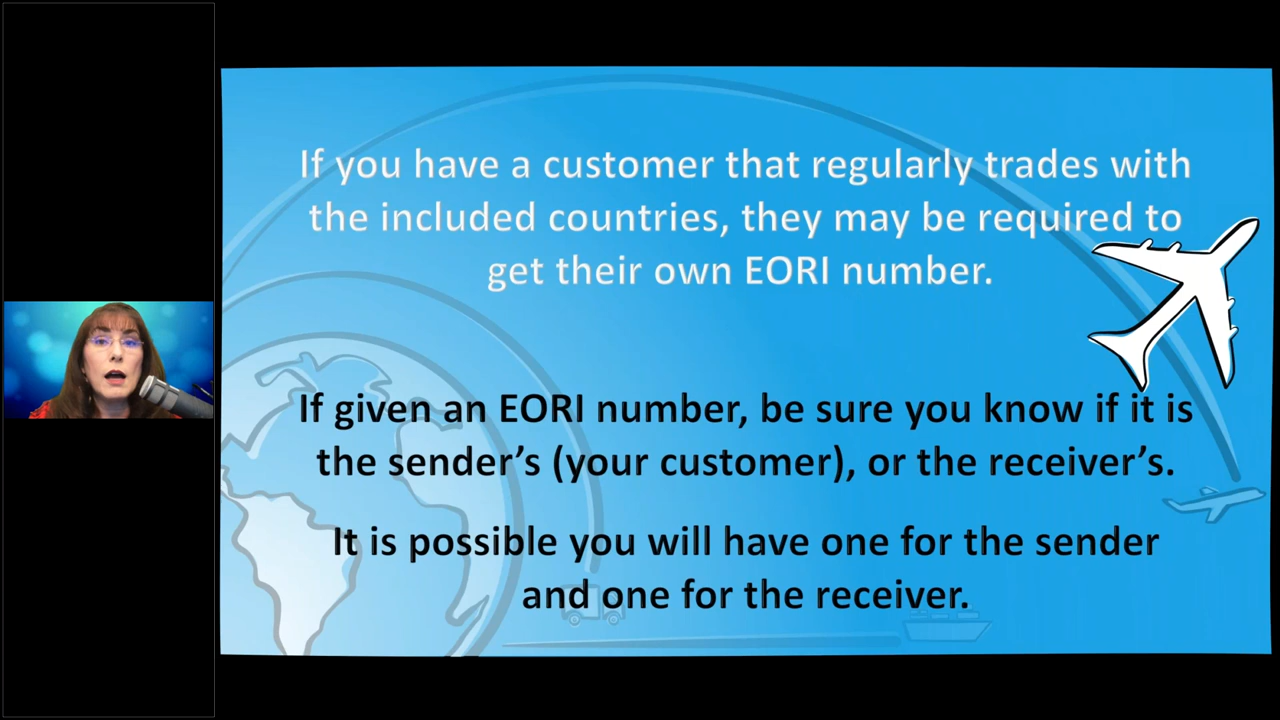 If you have a customer that regularly trades with
the included countries, they may be required to
get their own EORI number.
If given an EORI number, be sure you know if it is
the sender’s (your customer), or the receiver’s.
It is possible you will have one for the sender
and one for the receiver.